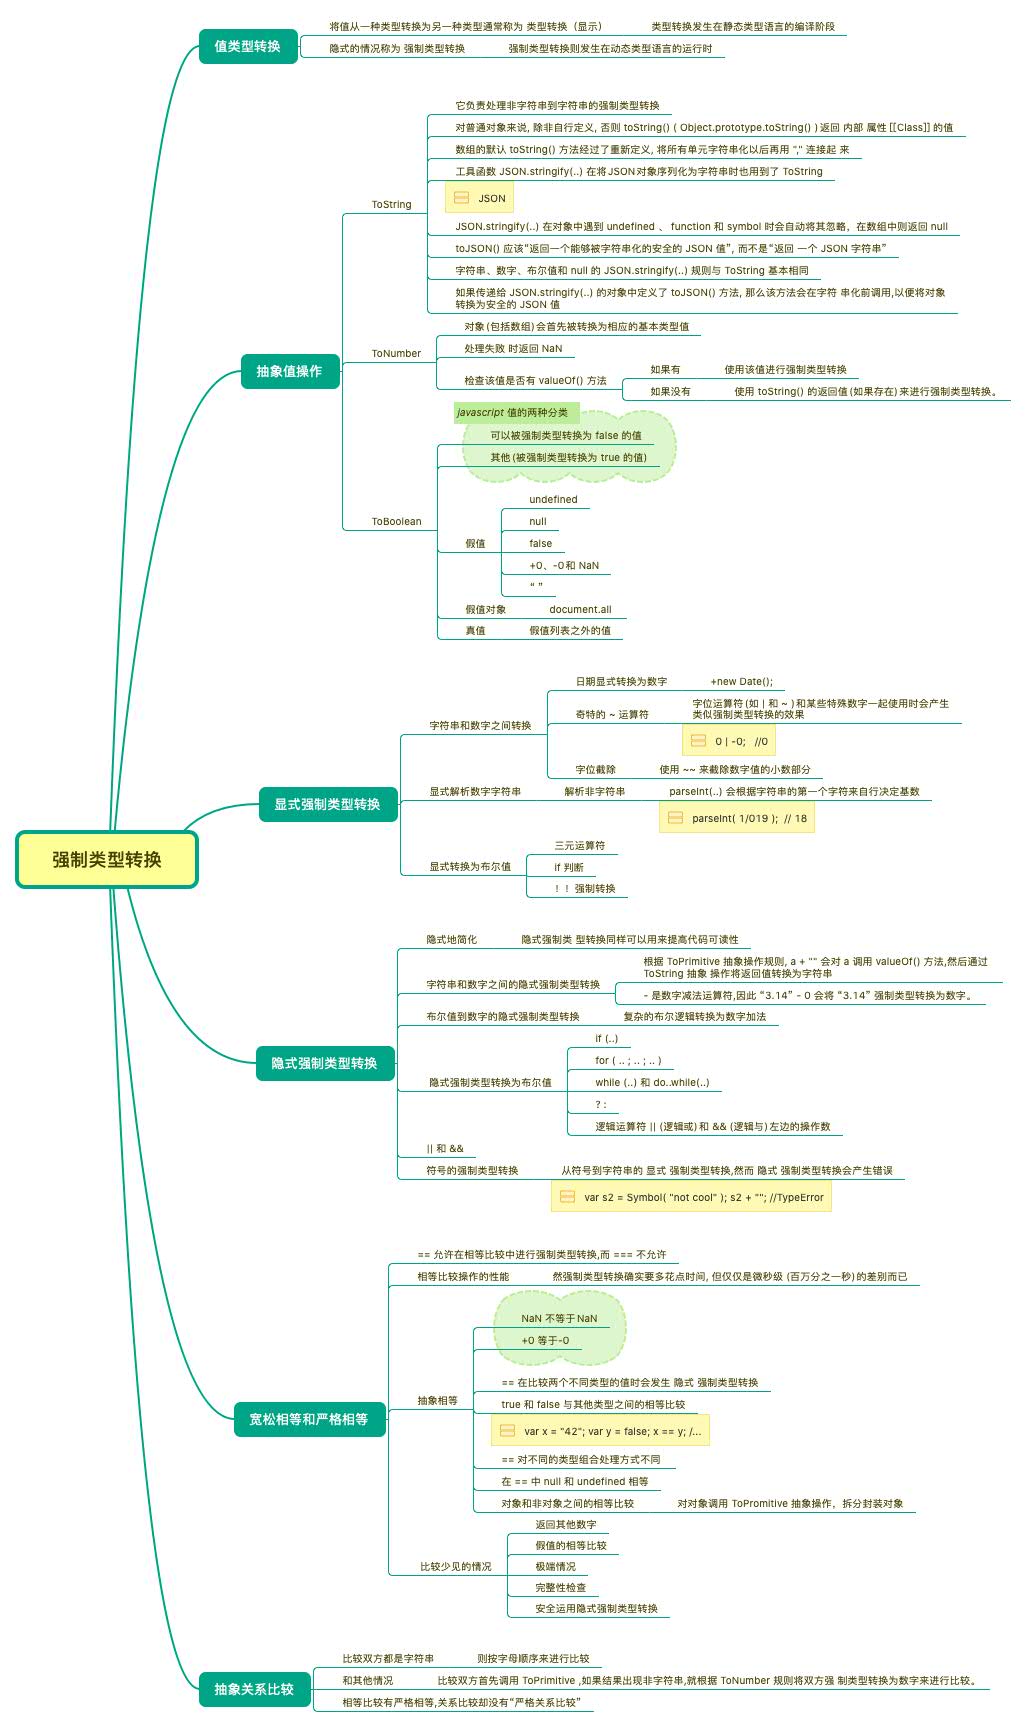 强制类型转换
值类型转换
将值从一种类型转换为另一种类型通常称为 类型转换（显示）
类型转换发生在静态类型语言的编译阶段
隐式的情况称为 强制类型转换
强制类型转换则发生在动态类型语言的运行时
抽象值操作
ToString
它负责处理非字符串到字符串的强制类型转换
对普通对象来说, 除非自行定义, 否则 toString() ( Object.prototype.toString() ) 返回 内部 属性 [[Class]] 的值
数组的默认 toString() 方法经过了重新定义, 将所有单元字符串化以后再用 "," 连接起 来
工具函数 JSON.stringify(..) 在将JSON对象序列化为字符串时也用到了 ToString
JSON
JSON.stringify(..) 在对象中遇到 undefined 、 function 和 symbol 时会自动将其忽略，在数组中则返回 null
toJSON() 应该“返回一个能够被字符串化的安全的 JSON 值”, 而不是“返回 一个 JSON 字符串”
字符串、数字、布尔值和 null 的 JSON.stringify(..) 规则与 ToString 基本相同
如果传递给 JSON.stringify(..) 的对象中定义了 toJSON() 方法, 那么该方法会在字符 串化前调用,以便将对象
转换为安全的 JSON 值
ToNumber
对象(包括数组)会首先被转换为相应的基本类型值
处理失败 时返回 NaN
检查该值是否有 valueOf() 方法
如果有
使用该值进行强制类型转换
如果没有
使用 toString() 的返回值(如果存在)来进行强制类型转换。
ToBoolean
javascript 值的两种分类
可以被强制类型转换为 false 的值
其他(被强制类型转换为 true 的值)
假值
undefined
null
false
+0、-0和 NaN
“ ”
假值对象
document.all
真值
假值列表之外的值
显式强制类型转换
字符串和数字之间转换
日期显式转换为数字
+new Date();
奇特的 ~ 运算符
字位运算符(如 | 和 ~ )和某些特殊数字一起使用时会产生
类似强制类型转换的效果
0 | -0; //0
字位截除
使用 ~~ 来截除数字值的小数部分
显式解析数字字符串
解析非字符串
parseInt(..) 会根据字符串的第一个字符来自行决定基数
parseInt( 1/019 ); // 18
显式转换为布尔值
三元运算符
if 判断
！！ 强制转换
隐式强制类型转换
隐式地简化
隐式强制类 型转换同样可以用来提高代码可读性
字符串和数字之间的隐式强制类型转换
根据 ToPrimitive 抽象操作规则, a + "" 会对 a 调用 valueOf() 方法,然后通过
ToString 抽象 操作将返回值转换为字符串
- 是数字减法运算符,因此 “3.14” - 0 会将 “3.14” 强制类型转换为数字。
布尔值到数字的隐式强制类型转换
复杂的布尔逻辑转换为数字加法
隐式强制类型转换为布尔值
if (..)
for ( .. ; .. ; .. )
while (..) 和 do..while(..)
? :
逻辑运算符 || (逻辑或)和 && (逻辑与)左边的操作数
|| 和 &&
符号的强制类型转换
从符号到字符串的 显式 强制类型转换,然而 隐式 强制类型转换会产生错误
var s2 = Symbol( "not cool" ); s2 + ""; //TypeError
宽松相等和严格相等
== 允许在相等比较中进行强制类型转换,而 === 不允许
相等比较操作的性能
然强制类型转换确实要多花点时间, 但仅仅是微秒级 (百万分之一秒)的差别而已
抽象相等
NaN 不等于NaN
+0 等于-0
== 在比较两个不同类型的值时会发生 隐式 强制类型转换
true 和 false 与其他类型之间的相等比较
var x = "42"; var y = false; x == y; /...
== 对不同的类型组合处理方式不同
在 == 中 null 和 undefined 相等
对象和非对象之间的相等比较
对对象调用 ToPromitive 抽象操作，拆分封装对象
比较少见的情况
返回其他数字
假值的相等比较
极端情况
完整性检查
安全运用隐式强制类型转换
抽象关系比较
比较双方都是字符串
则按字母顺序来进行比较
和其他情况
比较双方首先调用 ToPrimitive ,如果结果出现非字符串,就根据 ToNumber 规则将双方强 制类型转换为数字来进行比较。
相等比较有严格相等,关系比较却没有“严格关系比较”